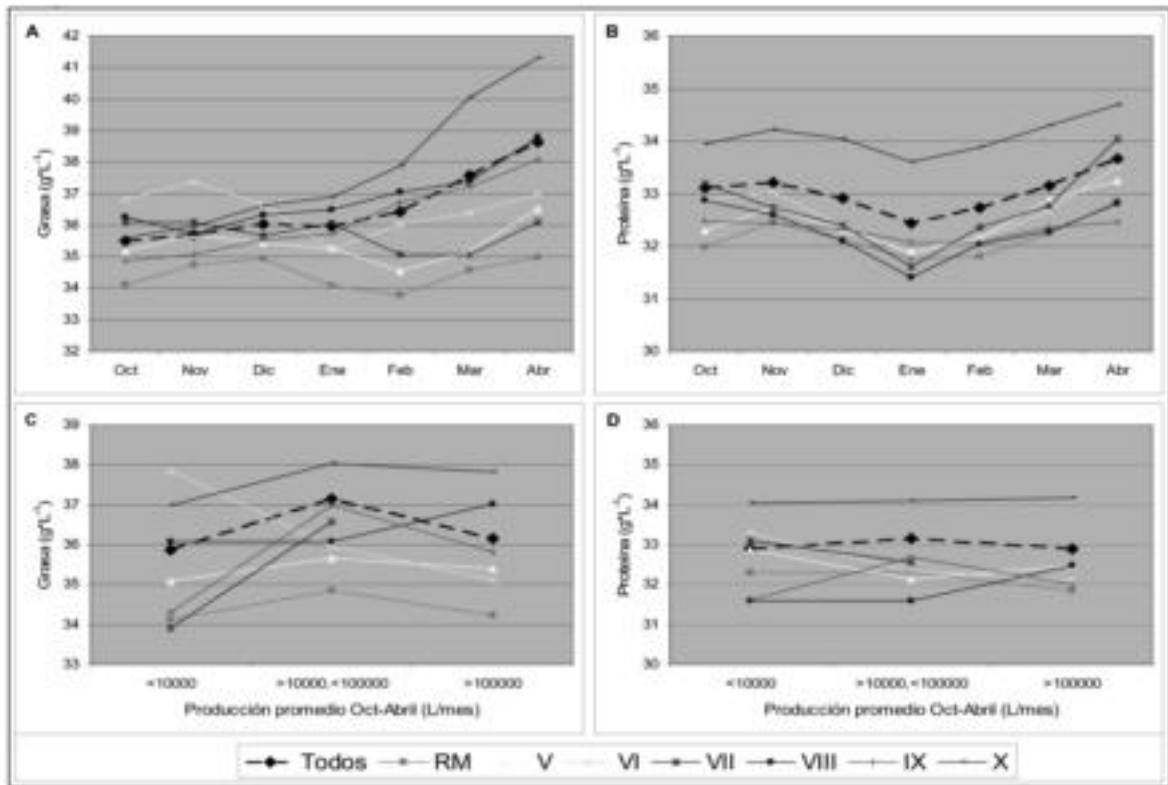 A
Grasa (g*L⁻¹)
42
41
40
39
38
37
36
35
34
33
32
Oct Nov Dic Ene Feb Mar Abr
B
Proteína (g*L⁻¹)
36
35
34
33
32
31
30
Oct Nov Dic Ene Feb Mar Abr
C
Grasa (g*L⁻¹)
39
38
37
36
35
34
33
<10000 >10000,<100000 >100000
Producción promedio Oct-Abril (L/mes)
D
Proteína (g*L⁻¹)
36
35
34
33
32
31
30
<10000 >10000,<100000 >100000
Producción promedio Oct-Abril (L/mes)
Todos RM V VI VII VIII IX X